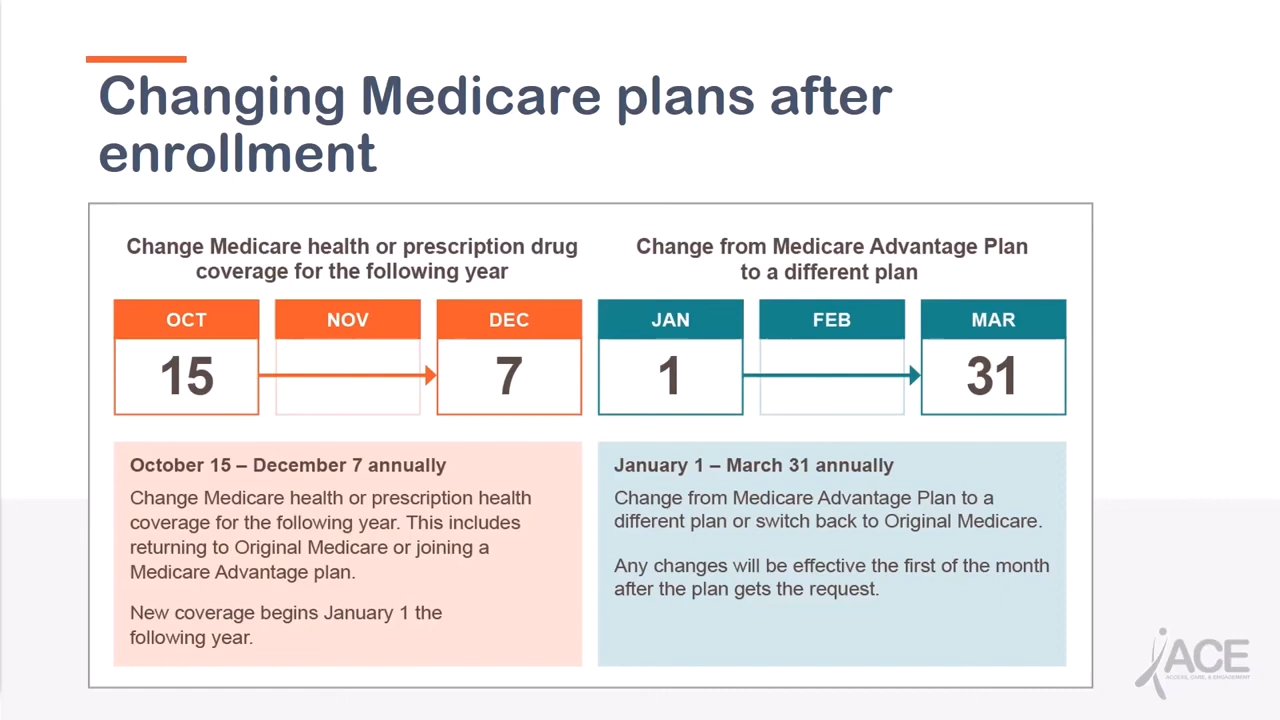 Changing Medicare plans after
enrollment
Change Medicare health or prescription drug
coverage for the following year
OCT
NOV
DEC
15
7
October 15 – December 7 annually
Change Medicare health or prescription health
coverage for the following year. This includes
returning to Original Medicare or joining a
Medicare Advantage plan.
New coverage begins January 1 the
following year.
Change from Medicare Advantage Plan
to a different plan
JAN
FEB
MAR
1
31
January 1 – March 31 annually
Change from Medicare Advantage Plan to a
different plan or switch back to Original Medicare.
Any changes will be effective the first of the month
after the plan gets the request.
ACE
ACCESS, CARE, & ENGAGEMENT